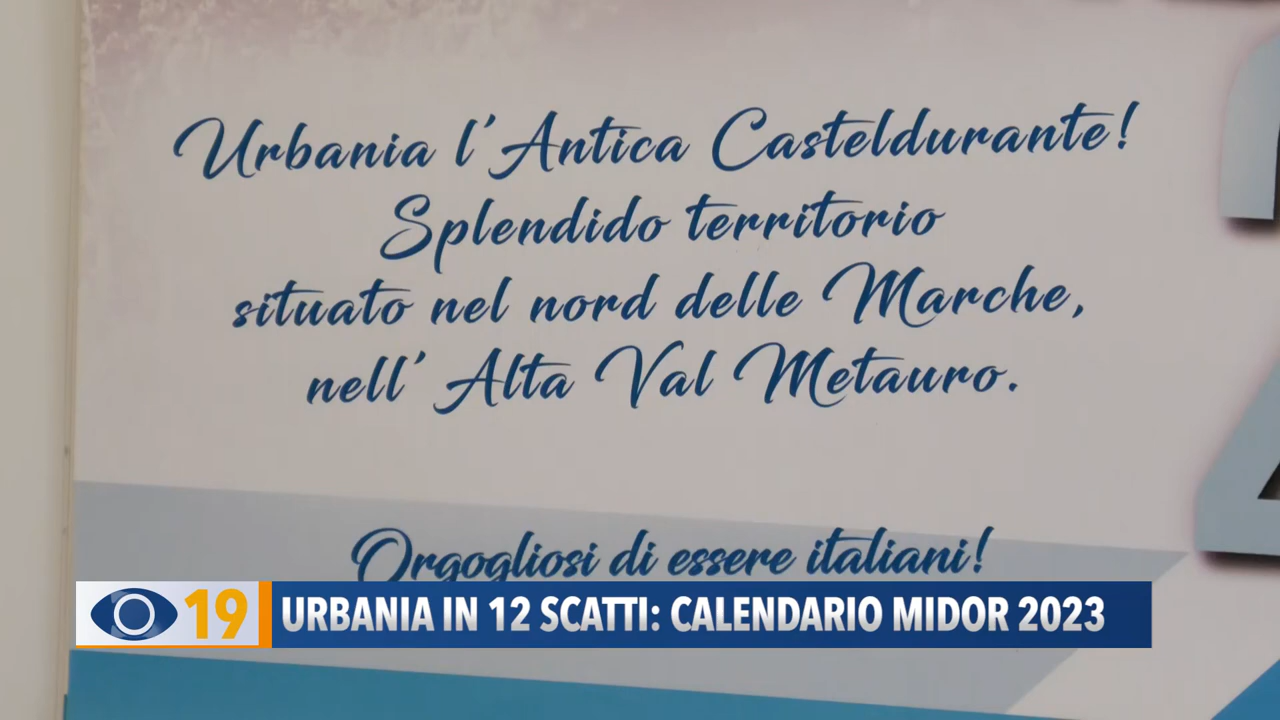 Urbania l'Antica Casteldurante!
Splendido territorio
situato nel nord delle Marche,
nell' Alta Val Metauro.
Orgogliosi di essere italiani!
19 URBANIA IN 12 SCATTI: CALENDARIO MIDOR 2023